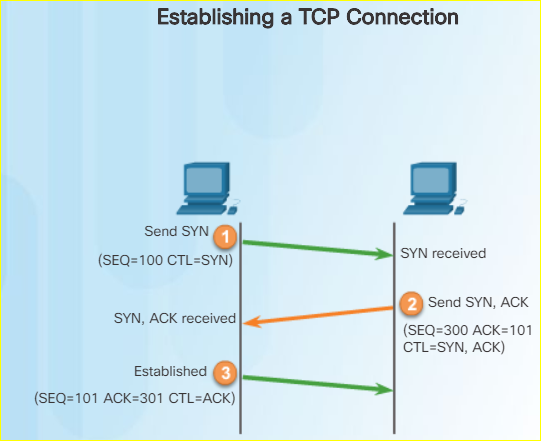 Establishing a TCP Connection
Send SYN 1
(SEQ=100 CTL=SYN)
SYN received
2 Send SYN, ACK
(SEQ=300 ACK=101
CTL=SYN, ACK)
SYN, ACK received
Established 3
(SEQ=101 ACK=301 CTL=ACK)